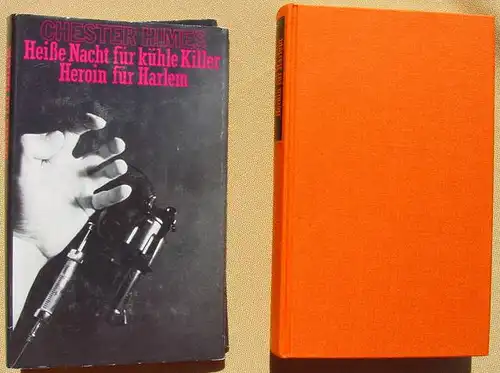 CHESTER HIMES
Heiße Nacht für kühle Killer
Heroin für Harlem